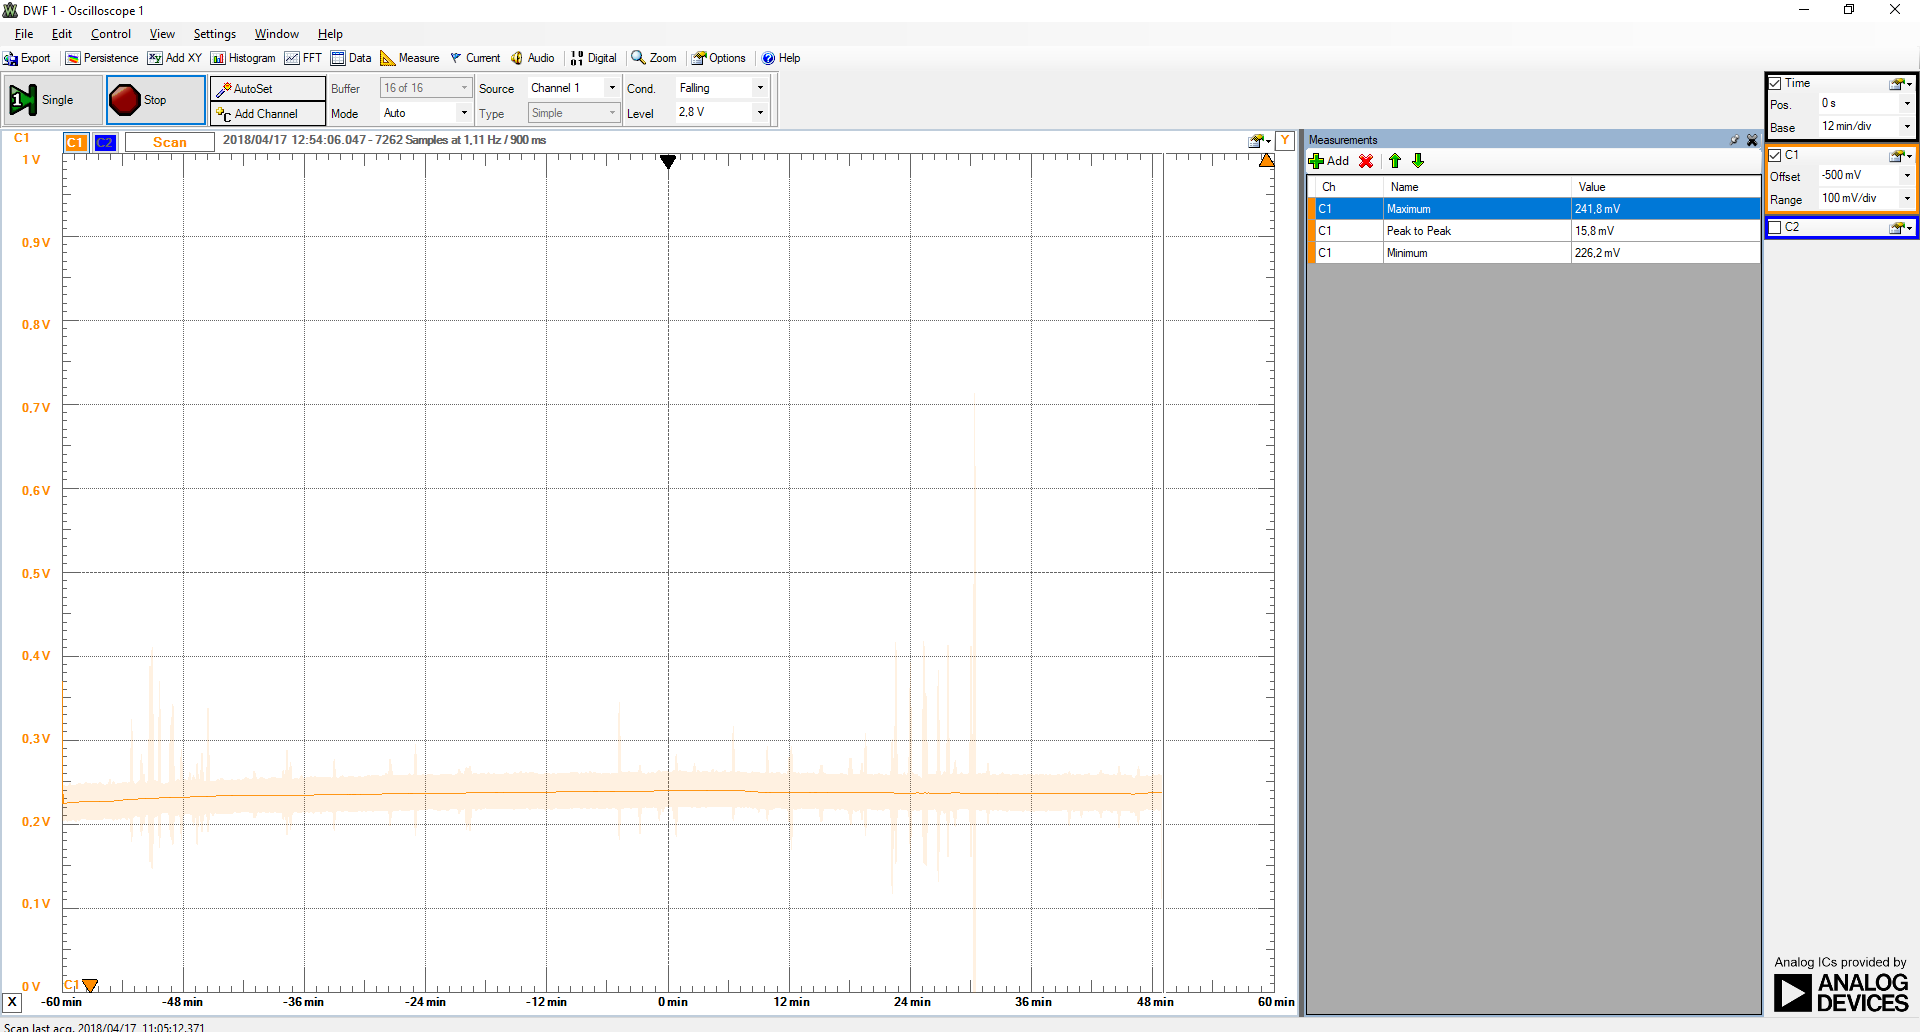 DWF 1 - Oscilloscope 1
File Edit Control View Settings Window Help
Export Persistence Add XY Histogram FFT Data Measure Current Audio Digital Zoom Options Help
Single Stop AutoSet Buffer 16 of 16 Source Channel 1 Cond. Falling
Add Channel Mode Auto Type Simple Level 2,8 V
C1 C1 C2 Scan 2018/04/17 12:54:06.047 - 7262 Samples at 1,11 Hz / 900 ms Y
1 V
0,9 V
0,8 V
0,7 V
0,6 V
0,5 V
0,4 V
0,3 V
0,2 V
0,1 V
0 V C1
X -60 min -48 min -36 min -24 min -12 min 0 min 12 min 24 min 36 min 48 min 60 min
Scan last acq. 2018/04/17 11:05:12.371
Measurements
Add
Ch Name Value
C1 Maximum 241,8 mV
C1 Peak to Peak 15,8 mV
C1 Minimum 226,2 mV
Time
Pos. 0 s
Base 12 min/div
C1
Offset -500 mV
Range 100 mV/div
C2
Analog ICs provided by
ANALOG
DEVICES